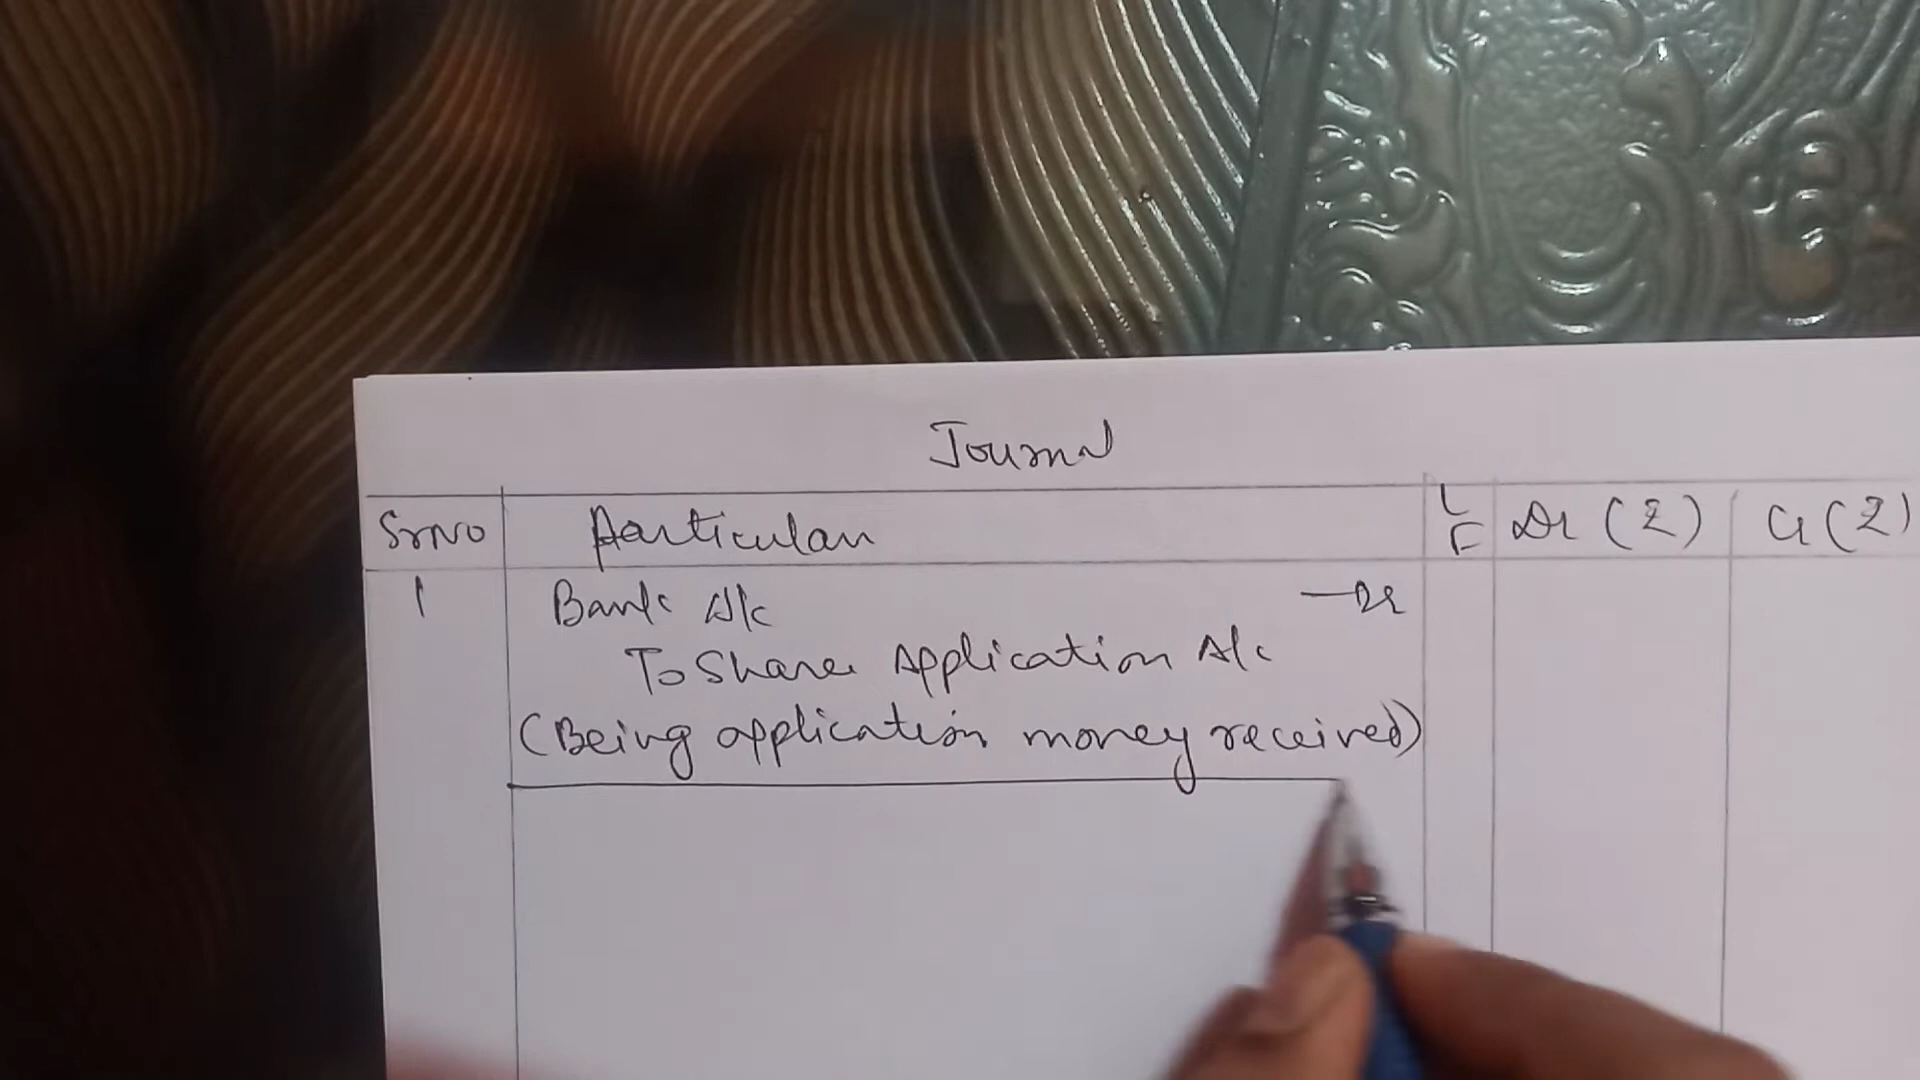 Journal
Sr No Particular L F Dr (₹) Cr (₹)
1 Bank A/c —Dr
To Share Application A/c
(Being application money received)